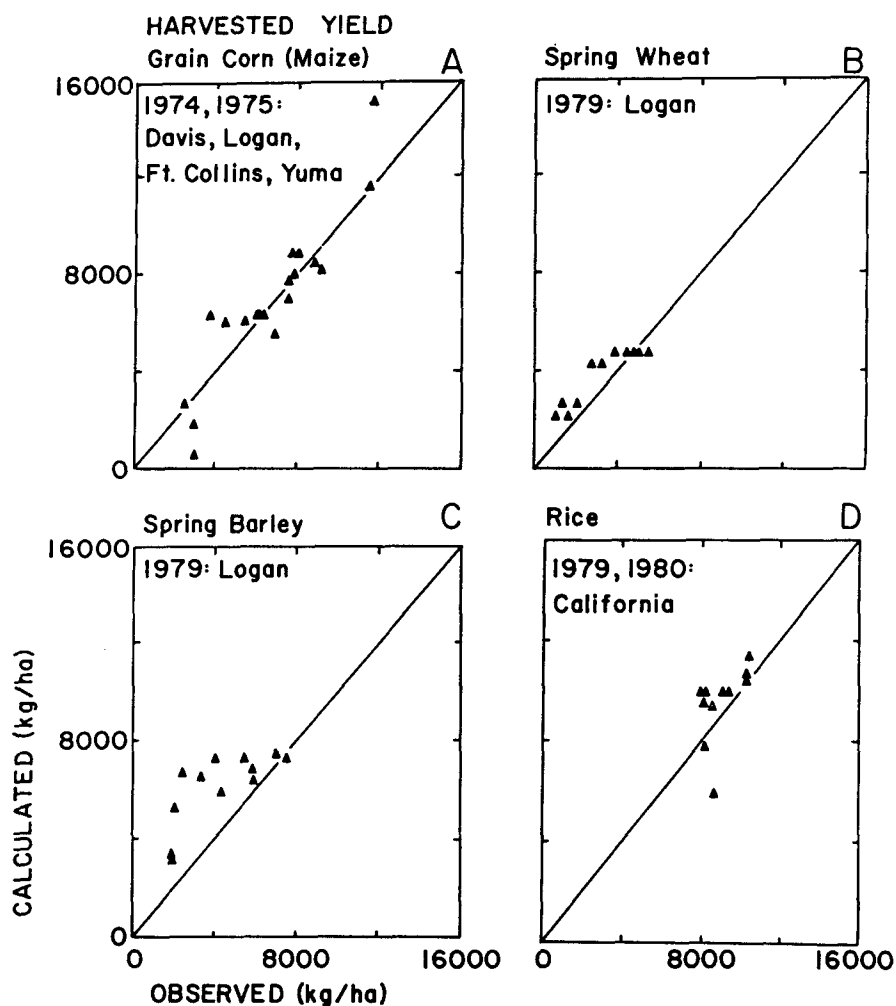 HARVESTED YIELD
Grain Corn (Maize) A
16000
1974, 1975:
Davis, Logan,
Ft. Collins, Yuma
8000
0
Spring Wheat B
1979: Logan
Spring Barley C
16000
1979: Logan
8000
0
Rice D
1979, 1980:
California
CALCULATED (kg/ha)
0 8000 16000
0 8000 16000
OBSERVED (kg/ha)